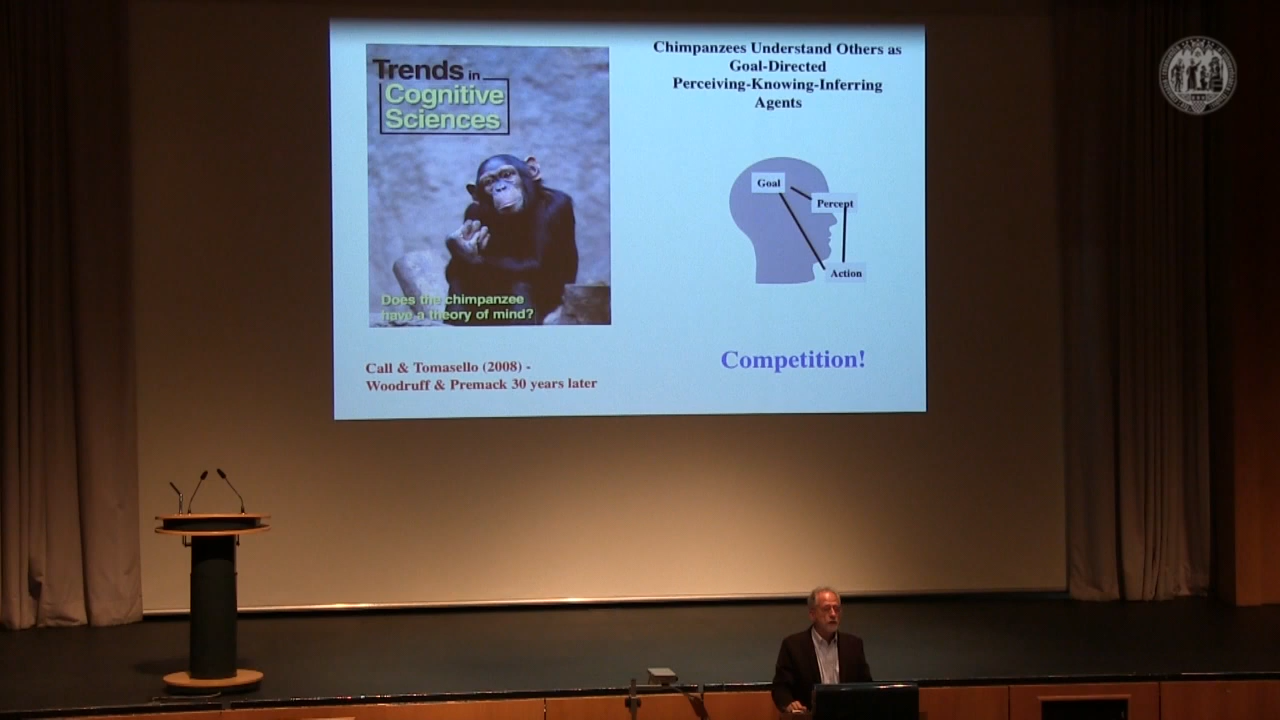 Trends in
Cognitive
Sciences
Does the chimpanzee
have a theory of mind?
Call & Tomasello (2008) -
Woodruff & Premack 30 years later
Chimpanzees Understand Others as
Goal-Directed
Perceiving-Knowing-Inferring
Agents
Goal
Percept
Action
Competition!